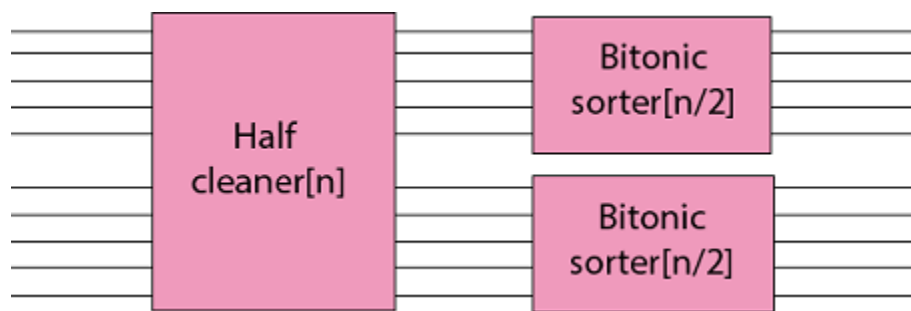 Half
cleaner[n]
Bitonic
sorter[n/2]
Bitonic
sorter[n/2]